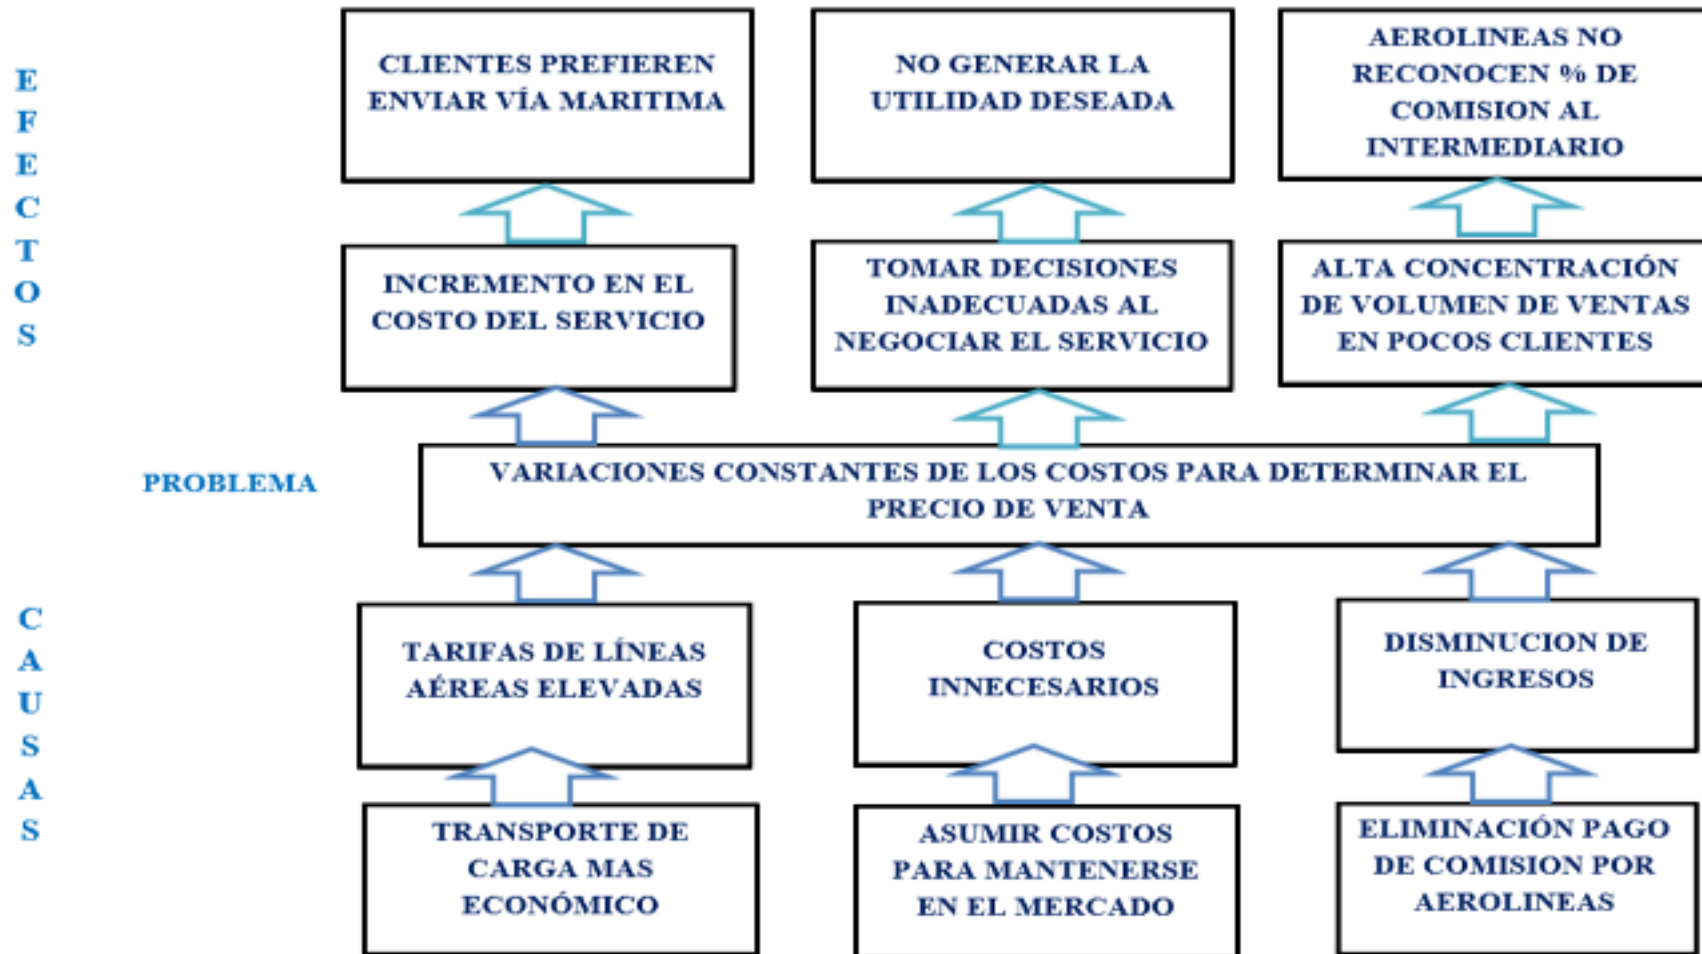 EFECTOS
CLIENTES PREFIEREN
ENVIAR VÍA MARITIMA
NO GENERAR LA
UTILIDAD DESEADA
AEROLINEAS NO
RECONOCEN % DE
COMISION AL
INTERMEDIARIO
INCREMENTO EN EL
COSTO DEL SERVICIO
TOMAR DECISIONES
INADECUADAS AL
NEGOCIAR EL SERVICIO
ALTA CONCENTRACIÓN
DE VOLUMEN DE VENTAS
EN POCOS CLIENTES
PROBLEMA
VARIACIONES CONSTANTES DE LOS COSTOS PARA DETERMINAR EL
PRECIO DE VENTA
CAUSAS
TARIFAS DE LÍNEAS
AÉREAS ELEVADAS
COSTOS
INNECESARIOS
DISMINUCION DE
INGRESOS
TRANSPORTE DE
CARGA MAS
ECONÓMICO
ASUMIR COSTOS
PARA MANTENERSE
EN EL MERCADO
ELIMINACIÓN PAGO
DE COMISION POR
AEROLINEAS